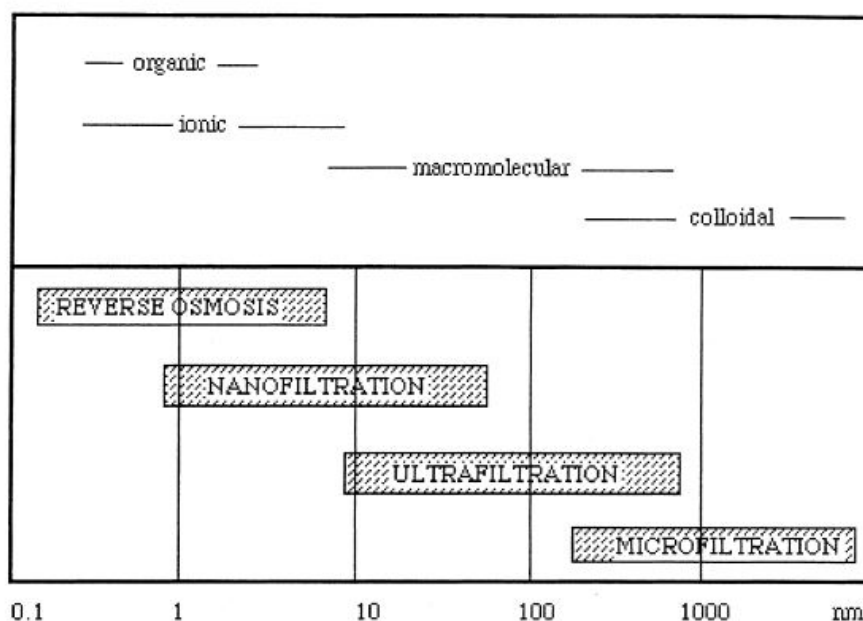 organic
ionic
macromolecular
colloidal
REVERSE OSMOSIS
NANOFILTRATION
ULTRAFILTRATION
MICROFILTRATION
0.1 1 10 100 1000 nm